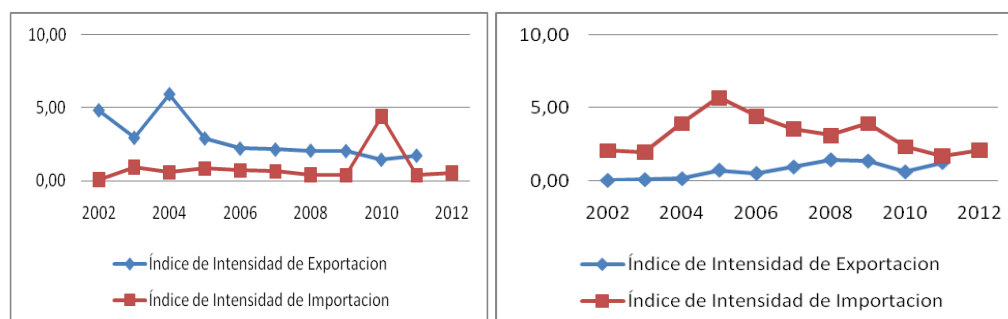 10,00
5,00
0,00
2002 2004 2006 2008 2010 2012
Índice de Intensidad de Exportacion
Índice de Intensidad de Importacion
10,00
5,00
0,00
2002 2004 2006 2008 2010 2012
Índice de Intensidad de Exportacion
Índice de Intensidad de Importacion